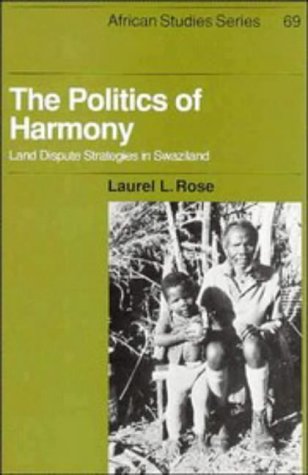 African Studies Series 69
The Politics of
Harmony
Land Dispute Strategies in Swaziland
Laurel L. Rose